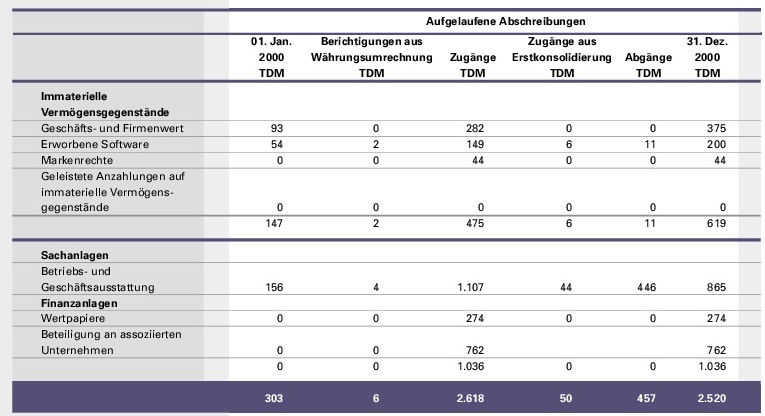 Aufgelaufene Abschreibungen
01. Jan. Berichtigungen aus Zugänge aus 31. Dez.
2000 Währungsumrechnung Zugänge Erstkonsolidierung Abgänge 2000
TDM TDM TDM TDM TDM TDM
Immaterielle
Vermögensgegenstände
Geschäfts- und Firmenwert 93 0 282 0 0 375
Erworbene Software 54 2 149 6 11 200
Markenrechte 0 0 44 0 0 44
Geleistete Anzahlungen auf
immaterielle Vermögens-
gegenstände 0 0 0 0 0 0
147 2 475 6 11 619
Sachanlagen
Betriebs- und
Geschäftsausstattung 156 4 1.107 44 446 865
Finanzanlagen
Wertpapiere 0 0 274 0 0 274
Beteiligung an assoziierten
Unternehmen 0 0 762 762
0 0 1.036 0 0 1.036
303 6 2.618 50 457 2.520